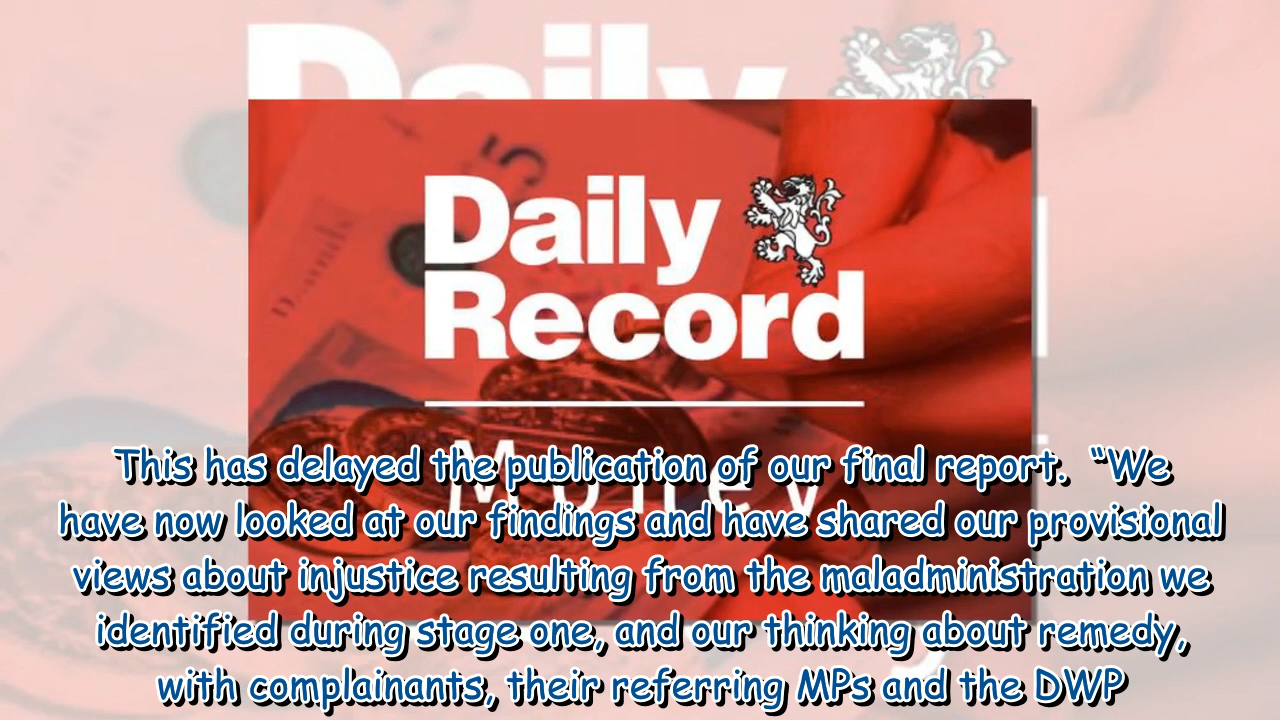 Daily
Daily
Record
Money
This has delayed the publication of our final report.  “We
have now looked at our findings and have shared our provisional
views about injustice resulting from the maladministration we
identified during stage one, and our thinking about remedy,
with complainants, their referring MPs and the DWP